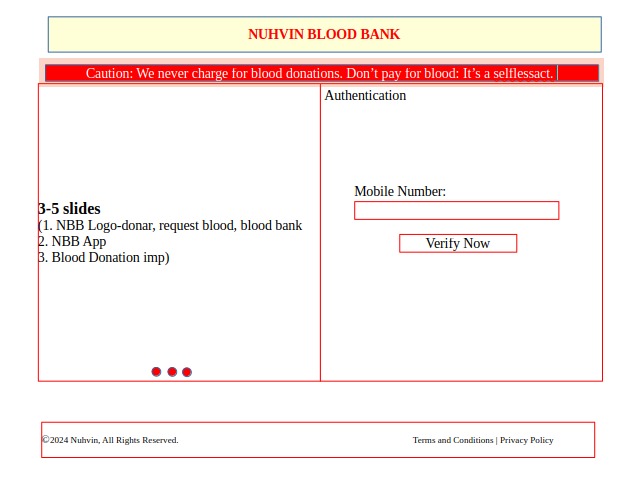 NUHVIN BLOOD BANK
Caution: We never charge for blood donations. Don’t pay for blood: It’s a selflessact.
Authentication
3-5 slides
(1. NBB Logo-donar, request blood, blood bank
2. NBB App
3. Blood Donation imp)
Mobile Number:
Verify Now
©2024 Nuhvin, All Rights Reserved.
Terms and Conditions | Privacy Policy